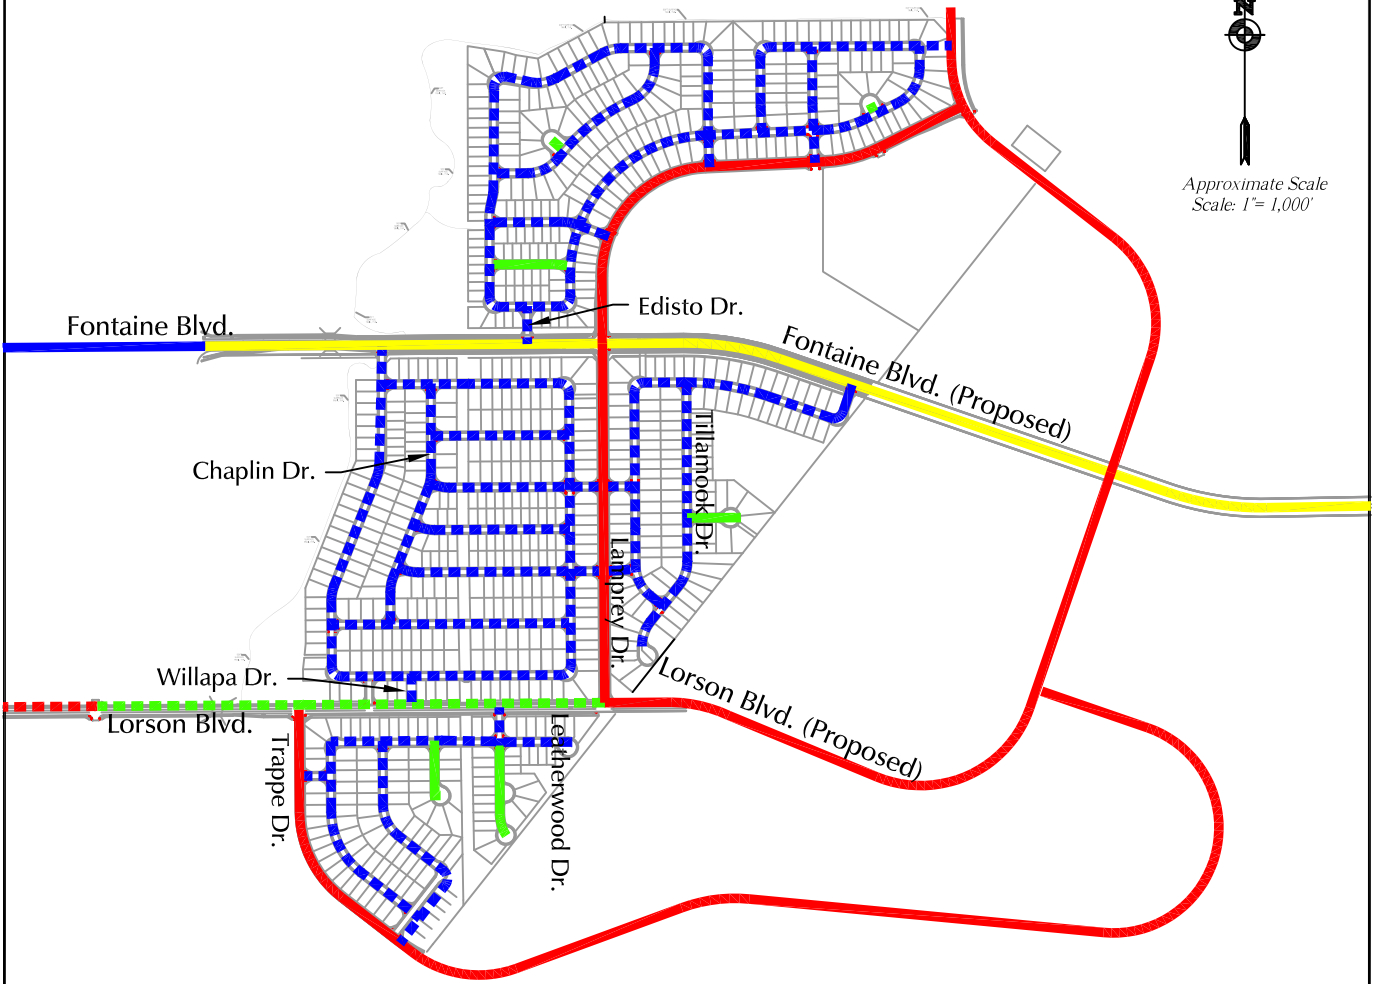 N
Approximate Scale
Scale: 1"= 1,000'
Edisto Dr.
Fontaine Blvd.
Fontaine Blvd. (Proposed)
Tillamook Dr.
Chaplin Dr.
Lamprey Dr.
Willapa Dr.
Lorson Blvd. (Proposed)
Lorson Blvd.
Trappe Dr.
Leatherwood Dr.